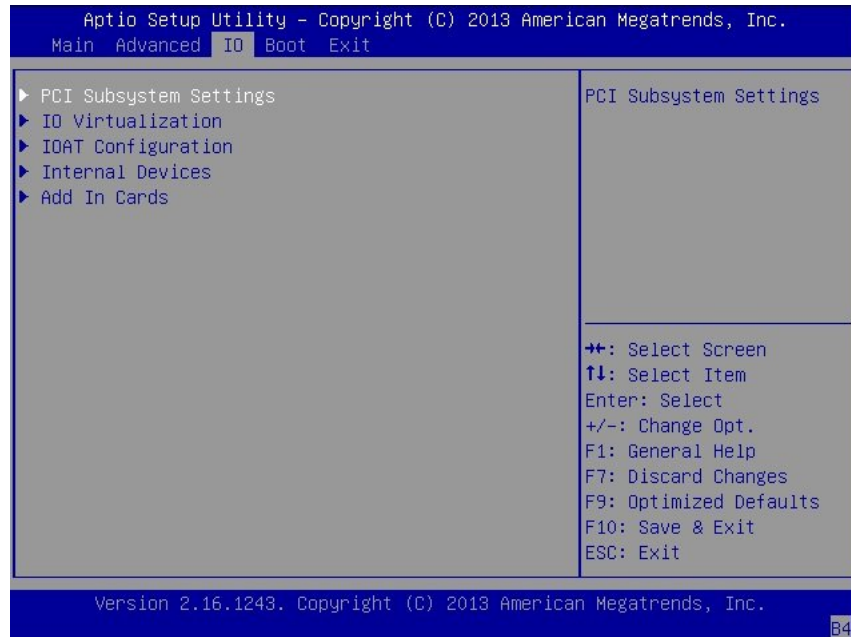 Aptio Setup Utility – Copyright (C) 2013 American Megatrends, Inc.
Main Advanced IO Boot Exit
▶ PCI Subsystem Settings
▶ IO Virtualization
▶ IOAT Configuration
▶ Internal Devices
▶ Add In Cards
PCI Subsystem Settings
→←: Select Screen
↑↓: Select Item
Enter: Select
+/-: Change Opt.
F1: General Help
F7: Discard Changes
F9: Optimized Defaults
F10: Save & Exit
ESC: Exit
Version 2.16.1243. Copyright (C) 2013 American Megatrends, Inc.
B4